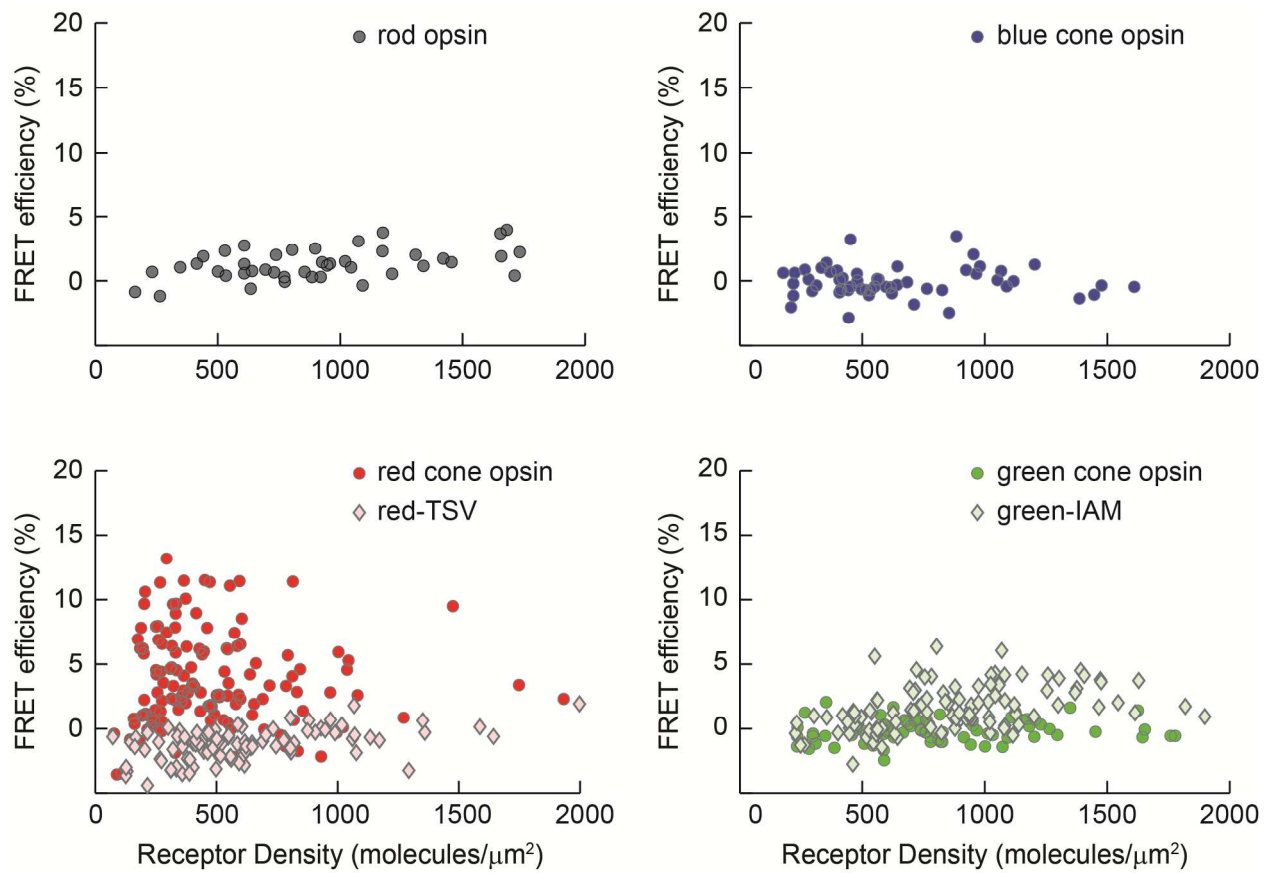 20
15
10
5
0
FRET efficiency (%)
rod opsin
0 500 1000 1500 2000
20
15
10
5
0
FRET efficiency (%)
blue cone opsin
0 500 1000 1500 2000
20
15
10
5
0
FRET efficiency (%)
red cone opsin
red-TSV
0 500 1000 1500 2000
Receptor Density (molecules/μm²)
20
15
10
5
0
FRET efficiency (%)
green cone opsin
green-IAM
0 500 1000 1500 2000
Receptor Density (molecules/μm²)